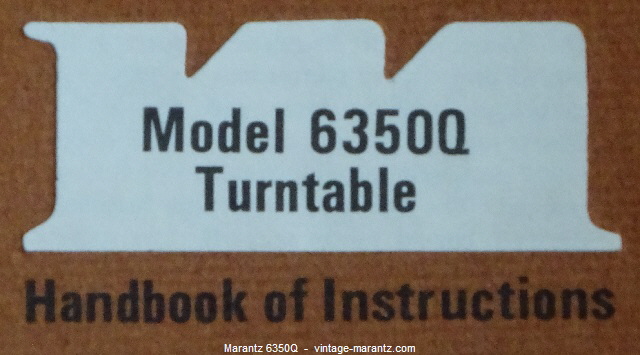 Model 6350Q
Turntable
Handbook of Instructions
Marantz 6350Q - vintage-marantz.com